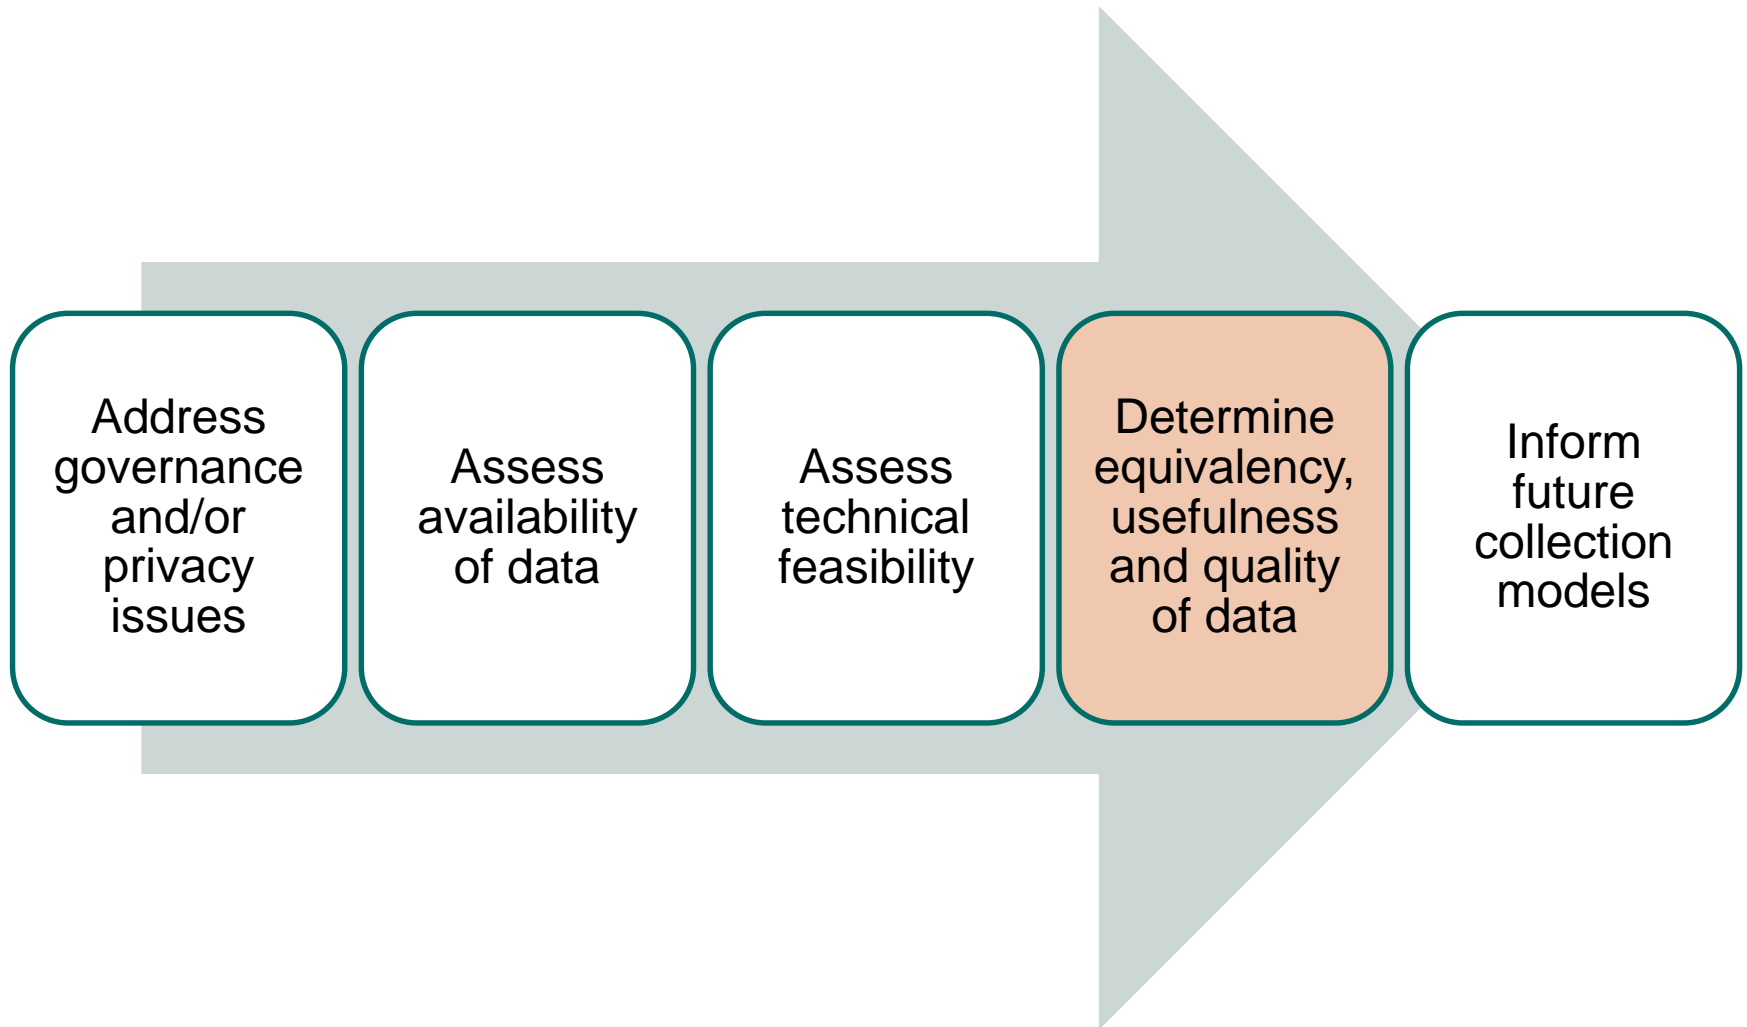 Address
governance
and/or
privacy
issues
Assess
availability
of data
Assess
technical
feasibility
Determine
equivalency,
usefulness
and quality
of data
Inform
future
collection
models